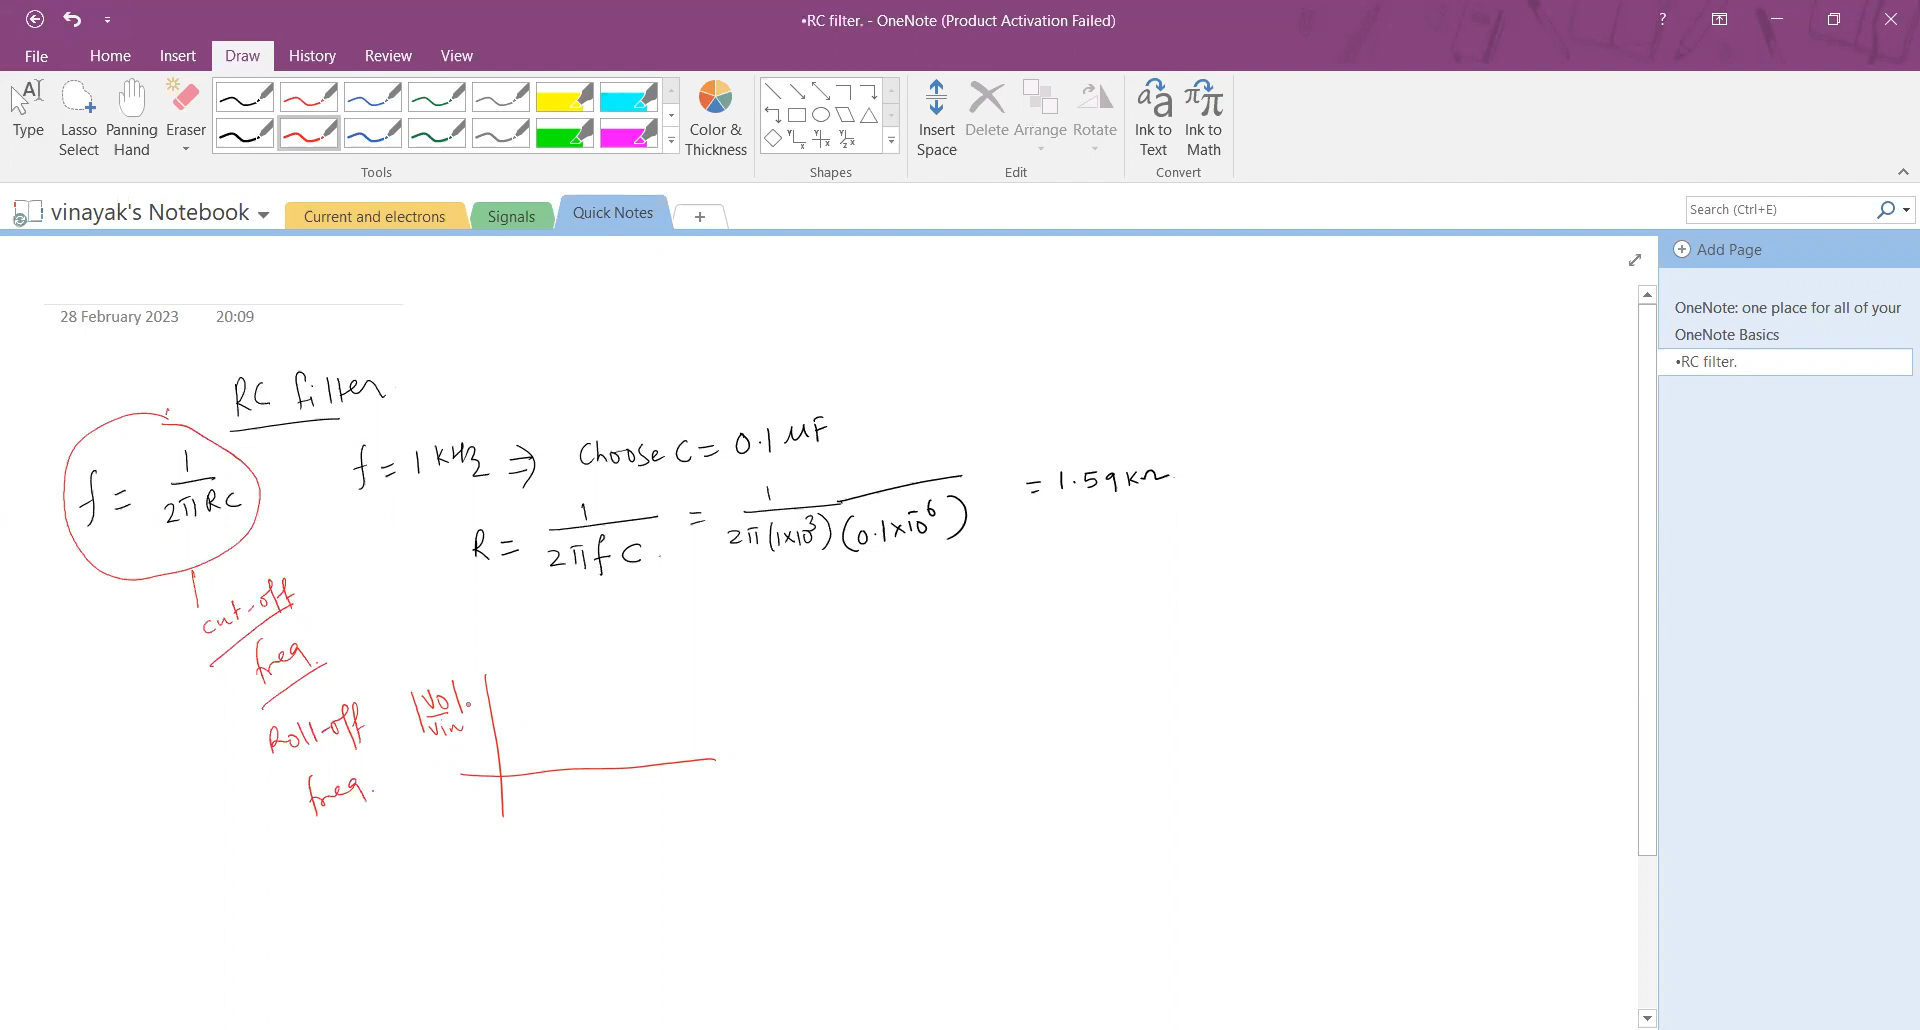 •RC filter. - OneNote (Product Activation Failed)
?
File Home Insert Draw History Review View
Type
Lasso Select
Panning Hand
Eraser
Color & Thickness
Insert Space
Delete
Arrange
Rotate
Ink to Text
Ink to Math
Tools
Shapes
Edit
Convert
vinayak's Notebook
Current and electrons
Signals
Quick Notes
+
Search (Ctrl+E)
Add Page
OneNote: one place for all of your
OneNote Basics
•RC filter.
28 February 2023 20:09
RC filter
f = 1/2πRC
f = 1 kHz ⇒ Choose C = 0.1 µF
R = 1/2πfC = 1/2π(1×10³)(0.1×10⁻⁶) = 1.59 kΩ
cut-off
freq.
Roll-off
freq.
|Vo/Vin|